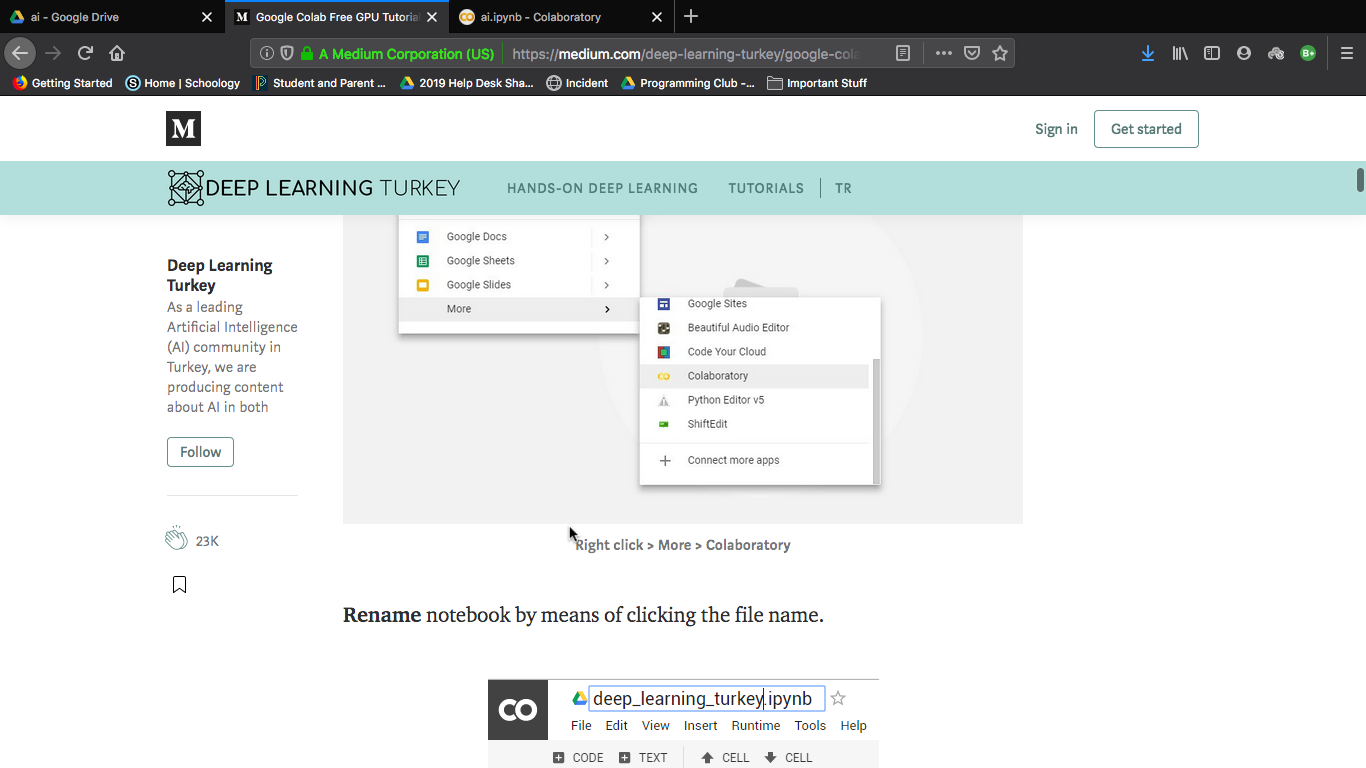 ai - Google Drive
Google Colab Free GPU Tutorial
ai.ipynb - Colaboratory
A Medium Corporation (US)
https://medium.com/deep-learning-turkey/google-cola
Getting Started
Home | Schoology
Student and Parent ...
2019 Help Desk Sha...
Incident
Programming Club -...
Important Stuff
M
Sign in
Get started
DEEP LEARNING TURKEY
HANDS-ON DEEP LEARNING
TUTORIALS
TR
Google Docs
Google Sheets
Google Slides
More
Google Sites
Beautiful Audio Editor
Code Your Cloud
Colaboratory
Python Editor v5
ShiftEdit
Connect more apps
Deep Learning
Turkey
As a leading
Artificial Intelligence
(AI) community in
Turkey, we are
producing content
about AI in both
Follow
23K
Right click > More > Colaboratory
Rename notebook by means of clicking the file name.
deep_learning_turkey.ipynb
File Edit View Insert Runtime Tools Help
CODE TEXT CELL CELL